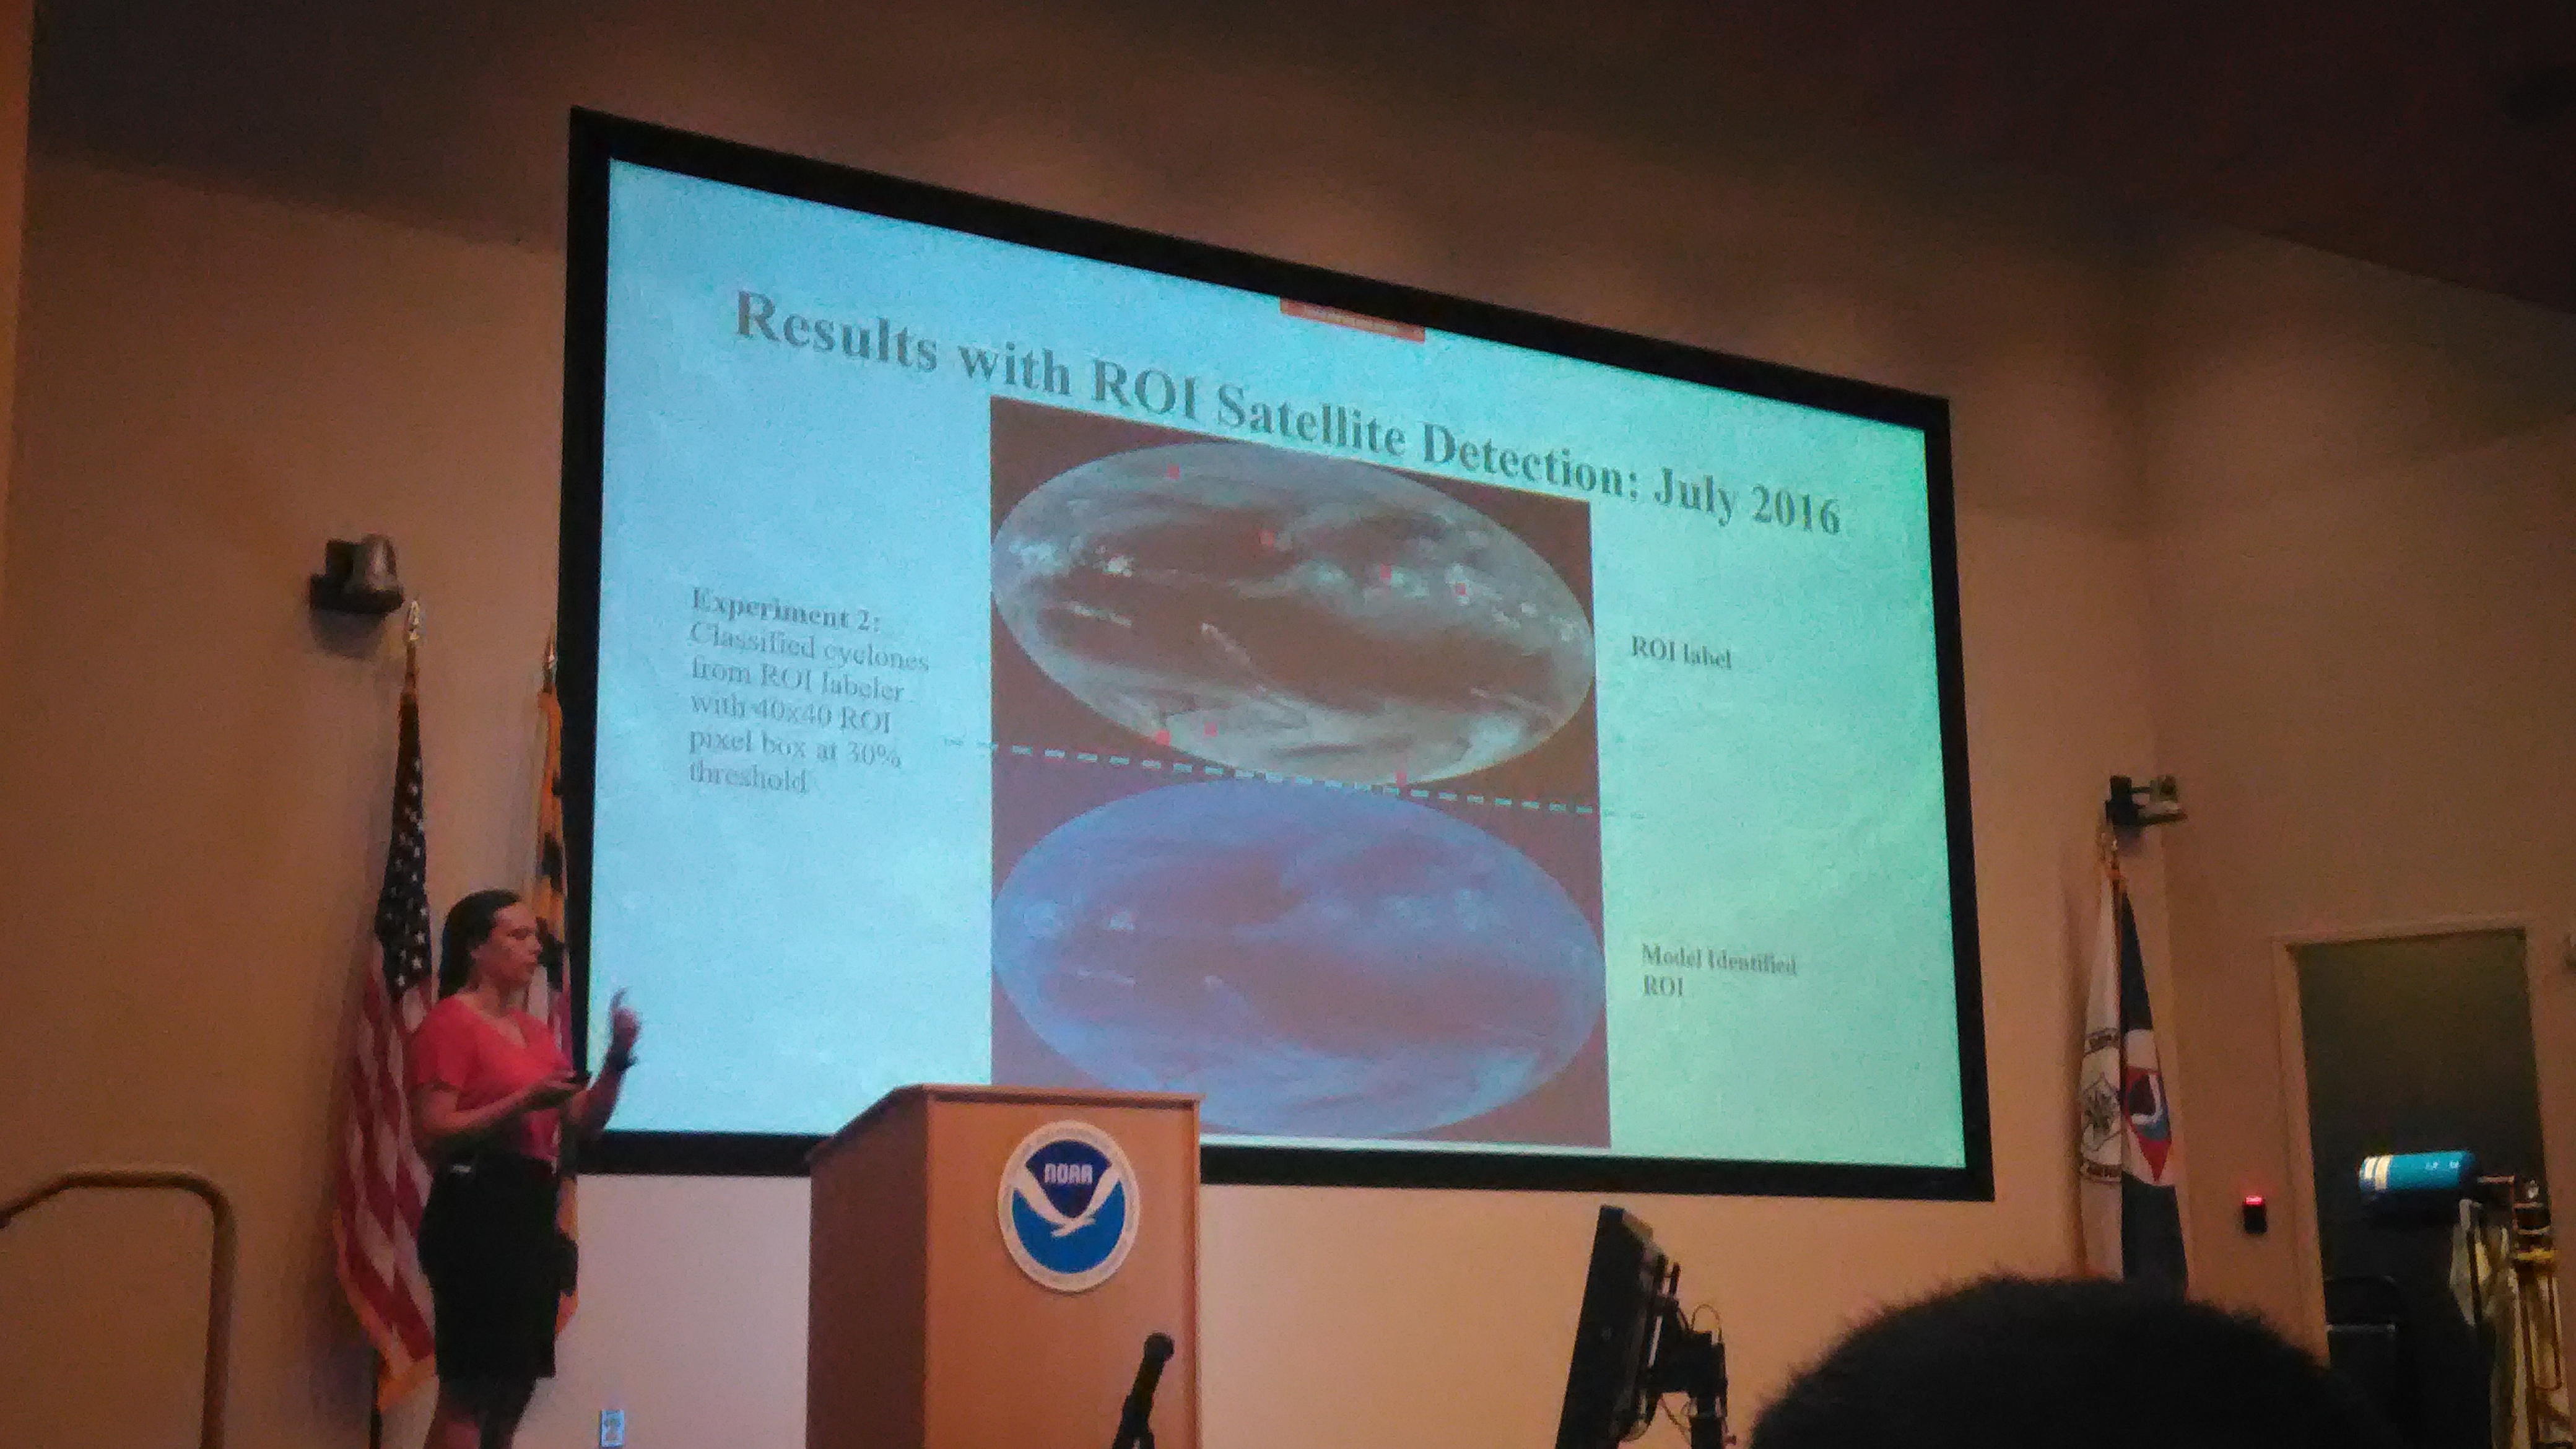 Results with ROI Satellite Detection: July 2016
Experiment 2:
Classified cyclones
from ROI labeler
with 40x40 ROI
pixel box at 30%
threshold
ROI label
Model Identified
ROI
NOAA